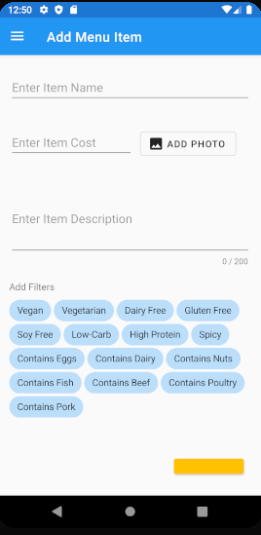 12:50
Add Menu Item
Enter Item Name
Enter Item Cost ADD PHOTO
Enter Item Description
0 / 200
Add Filters
Vegan Vegetarian Dairy Free Gluten Free
Soy Free Low-Carb High Protein Spicy
Contains Eggs Contains Dairy Contains Nuts
Contains Fish Contains Beef Contains Poultry
Contains Pork